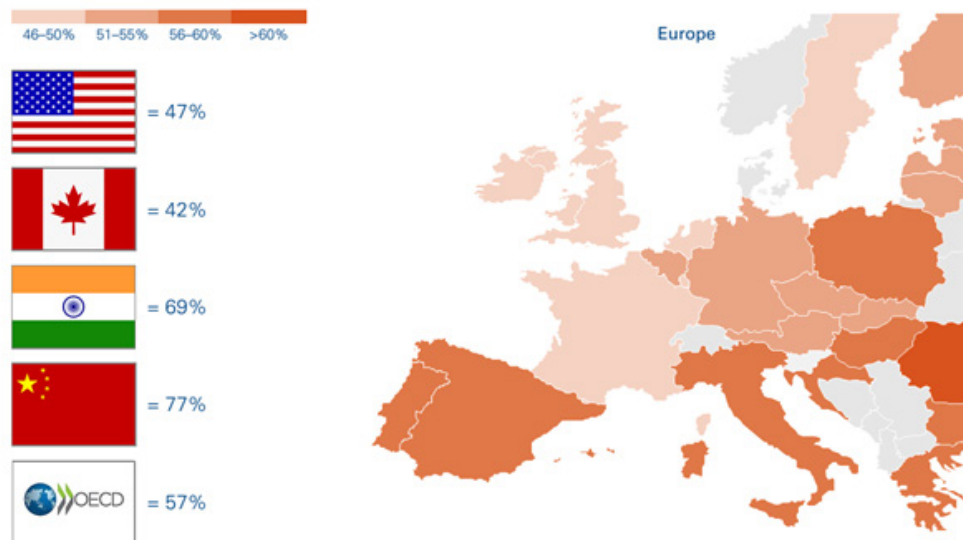 46–50% 51–55% 56–60% >60%
Europe
= 47%
= 42%
= 69%
= 77%
OECD = 57%